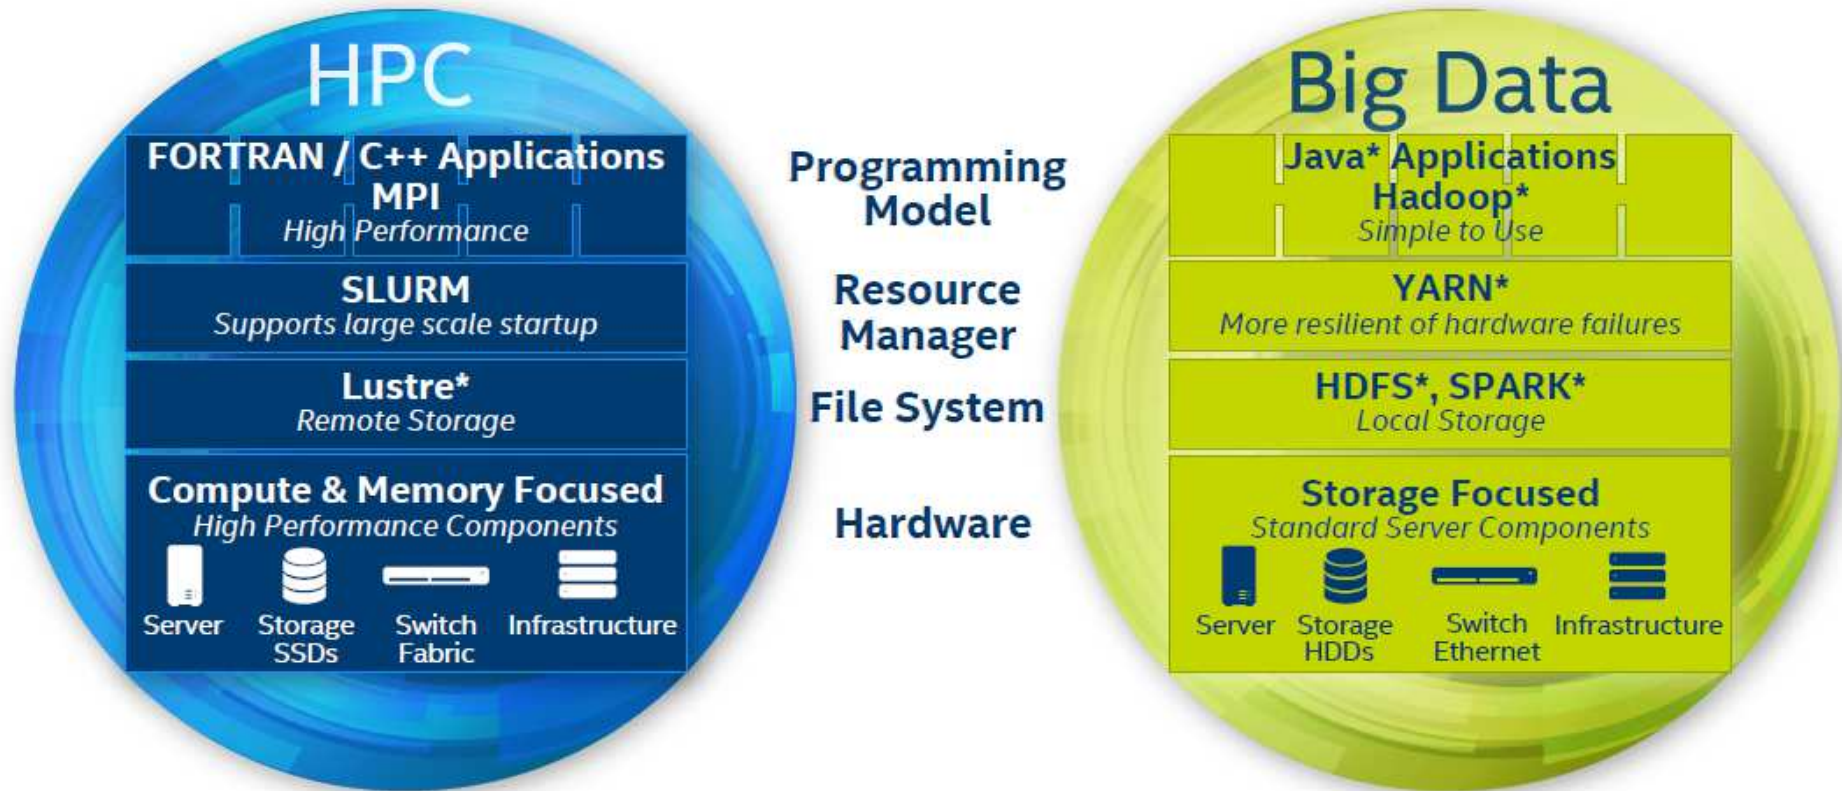 HPC
FORTRAN / C++ Applications
MPI
High Performance
SLURM
Supports large scale startup
Lustre*
Remote Storage
Compute & Memory Focused
High Performance Components
Server
Storage
SSDs
Switch
Fabric
Infrastructure
Programming
Model
Resource
Manager
File System
Hardware
Big Data
Java* Applications
Hadoop*
Simple to Use
YARN*
More resilient of hardware failures
HDFS*, SPARK*
Local Storage
Storage Focused
Standard Server Components
Server
Storage
HDDs
Switch
Ethernet
Infrastructure